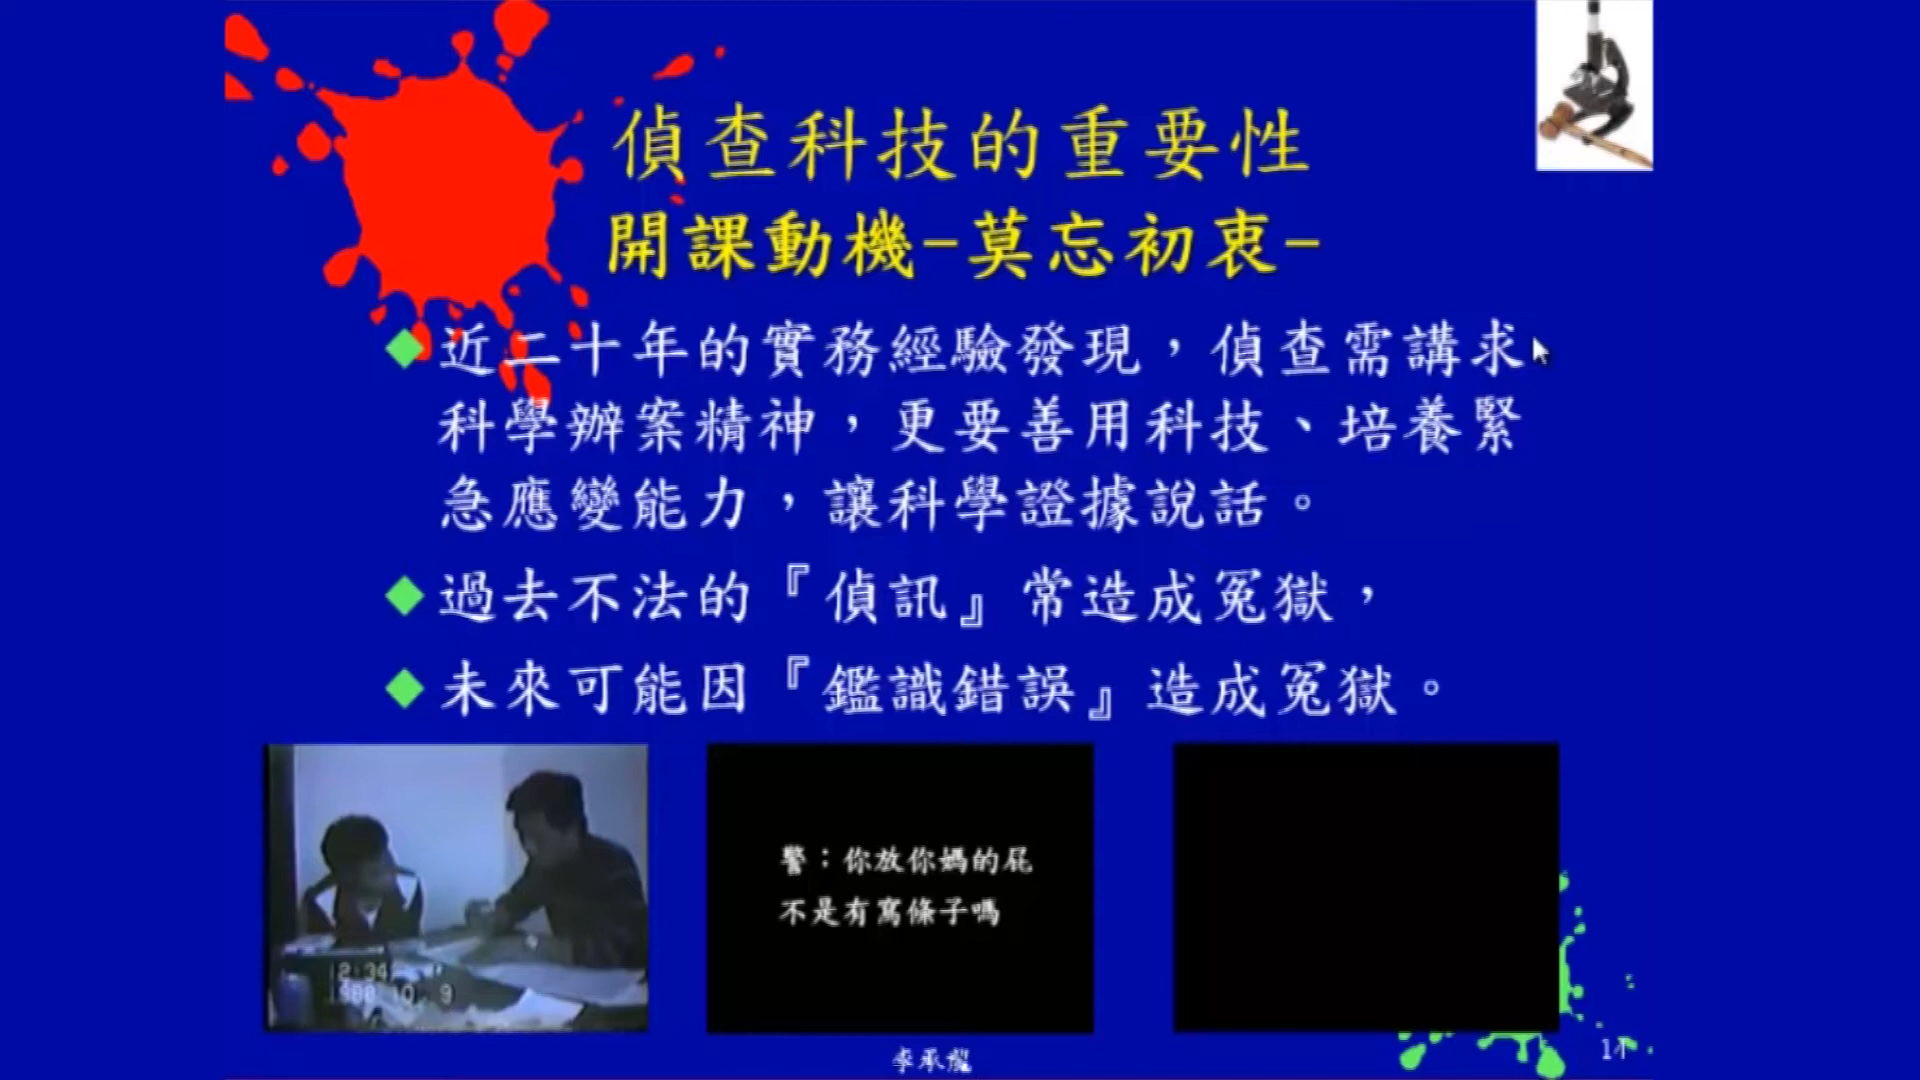 偵查科技的重要性
開課動機-莫忘初衷-
近二十年的實務經驗發現，偵查需講求
科學辦案精神，更要善用科技、培養緊
急應變能力，讓科學證據說話。
過去不法的『偵訊』常造成冤獄，
未來可能因『鑑識錯誤』造成冤獄。
警：你放你媽的屁
不是有寫條子嗎
李承龍